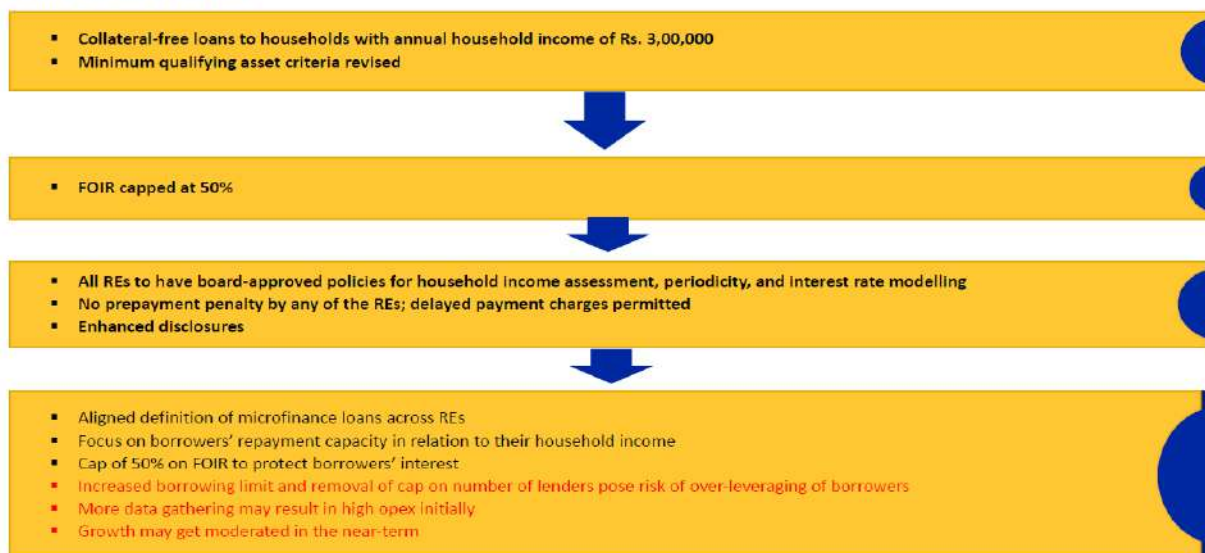 ▪ Collateral-free loans to households with annual household income of Rs. 3,00,000
▪ Minimum qualifying asset criteria revised
▪ FOIR capped at 50%
▪ All REs to have board-approved policies for household income assessment, periodicity, and interest rate modelling
▪ No prepayment penalty by any of the REs; delayed payment charges permitted
▪ Enhanced disclosures
▪ Aligned definition of microfinance loans across REs
▪ Focus on borrowers' repayment capacity in relation to their household income
▪ Cap of 50% on FOIR to protect borrowers' interest
▪ Increased borrowing limit and removal of cap on number of lenders pose risk of over-leveraging of borrowers
▪ More data gathering may result in high opex initially
▪ Growth may get moderated in the near-term